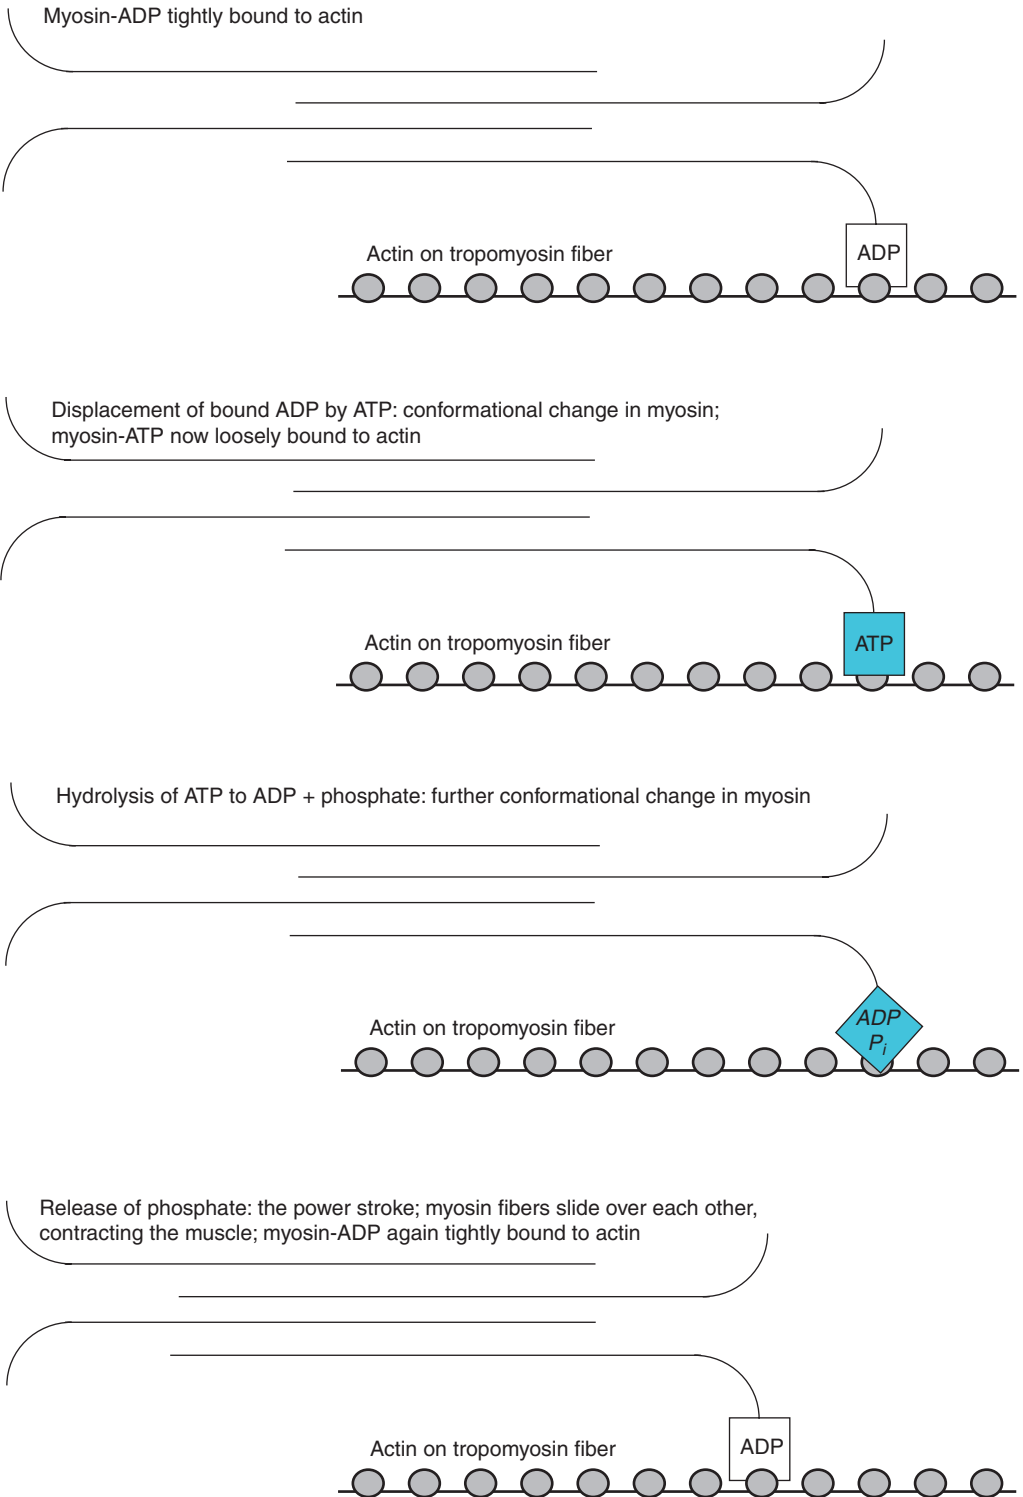 Myosin-ADP tightly bound to actin
Actin on tropomyosin fiber
ADP
Displacement of bound ADP by ATP: conformational change in myosin;
myosin-ATP now loosely bound to actin
Actin on tropomyosin fiber
ATP
Hydrolysis of ATP to ADP + phosphate: further conformational change in myosin
Actin on tropomyosin fiber
ADP
Pi
Release of phosphate: the power stroke; myosin fibers slide over each other,
contracting the muscle; myosin-ADP again tightly bound to actin
Actin on tropomyosin fiber
ADP